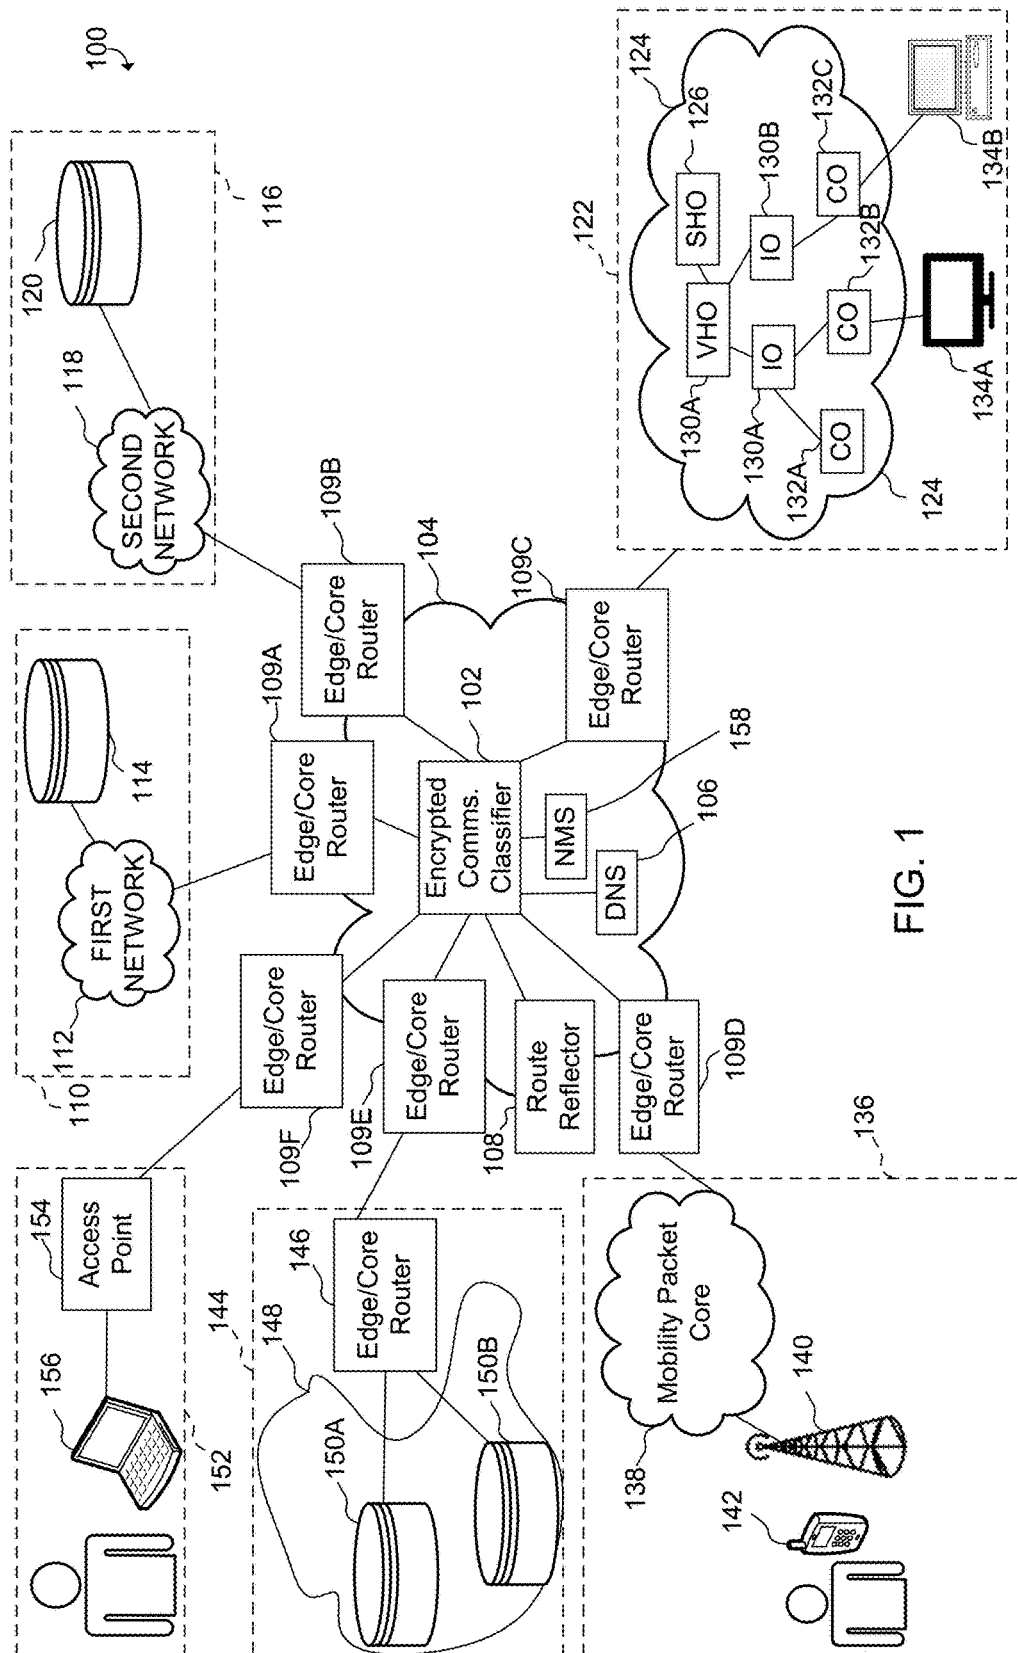 100
120
118
SECOND
NETWORK
116
114
FIRST
NETWORK
112
110
154
Access
Point
156
152
109A
Edge/Core
Router
109B
Edge/Core
Router
104
109C
Edge/Core
Router
102
Encrypted
Comms.
Classifier
NMS
158
DNS
106
Edge/Core
Router
109F
Edge/Core
Router
109E
Route
Reflector
108
Edge/Core
Router
109D
144
146
Edge/Core
Router
148
150A
150B
136
Mobility Packet
Core
138
140
142
122
124
126
SHO
VHO
130A
130B
IO
IO
130A
132C
CO
132B
CO
132A
CO
124
134A
134B
FIG. 1